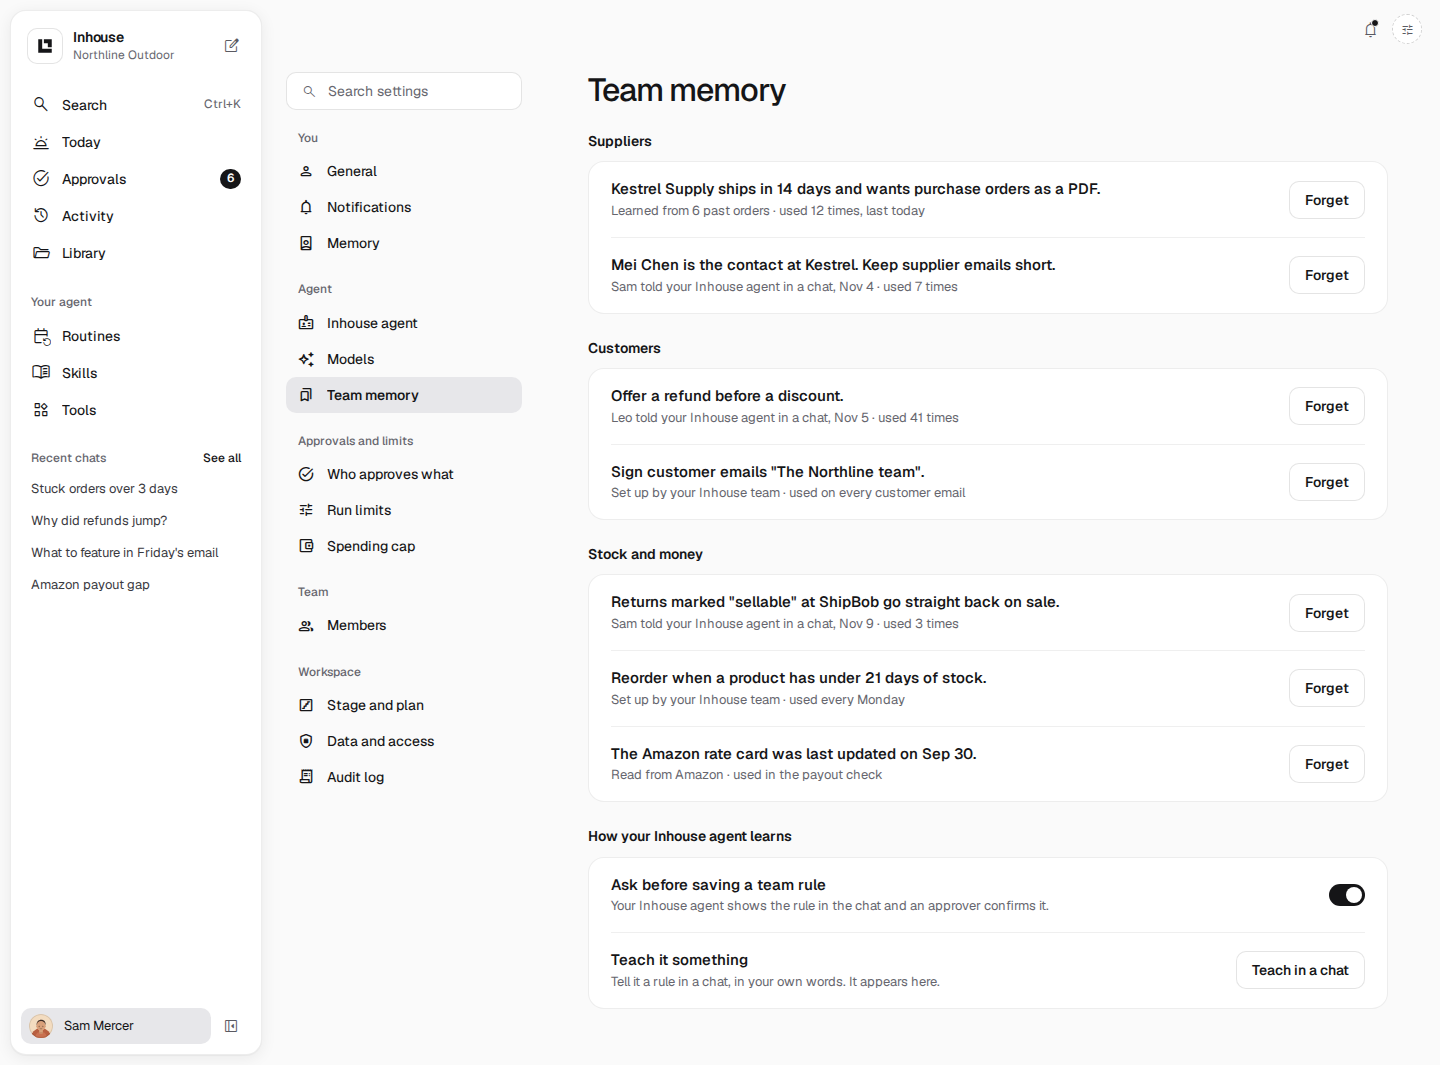 Inhouse
Northline Outdoor
Search
Ctrl+K
Today
Approvals
6
Activity
Library
Your agent
Routines
Skills
Tools
Recent chats
See all
Stuck orders over 3 days
Why did refunds jump?
What to feature in Friday's email
Amazon payout gap
Sam Mercer
Search settings
You
General
Notifications
Memory
Agent
Inhouse agent
Models
Team memory
Approvals and limits
Who approves what
Run limits
Spending cap
Team
Members
Workspace
Stage and plan
Data and access
Audit log
Team memory
Suppliers
Kestrel Supply ships in 14 days and wants purchase orders as a PDF.
Learned from 6 past orders · used 12 times, last today
Forget
Mei Chen is the contact at Kestrel. Keep supplier emails short.
Sam told your Inhouse agent in a chat, Nov 4 · used 7 times
Forget
Customers
Offer a refund before a discount.
Leo told your Inhouse agent in a chat, Nov 5 · used 41 times
Forget
Sign customer emails "The Northline team".
Set up by your Inhouse team · used on every customer email
Forget
Stock and money
Returns marked "sellable" at ShipBob go straight back on sale.
Sam told your Inhouse agent in a chat, Nov 9 · used 3 times
Forget
Reorder when a product has under 21 days of stock.
Set up by your Inhouse team · used every Monday
Forget
The Amazon rate card was last updated on Sep 30.
Read from Amazon · used in the payout check
Forget
How your Inhouse agent learns
Ask before saving a team rule
Your Inhouse agent shows the rule in the chat and an approver confirms it.
Teach it something
Tell it a rule in a chat, in your own words. It appears here.
Teach in a chat